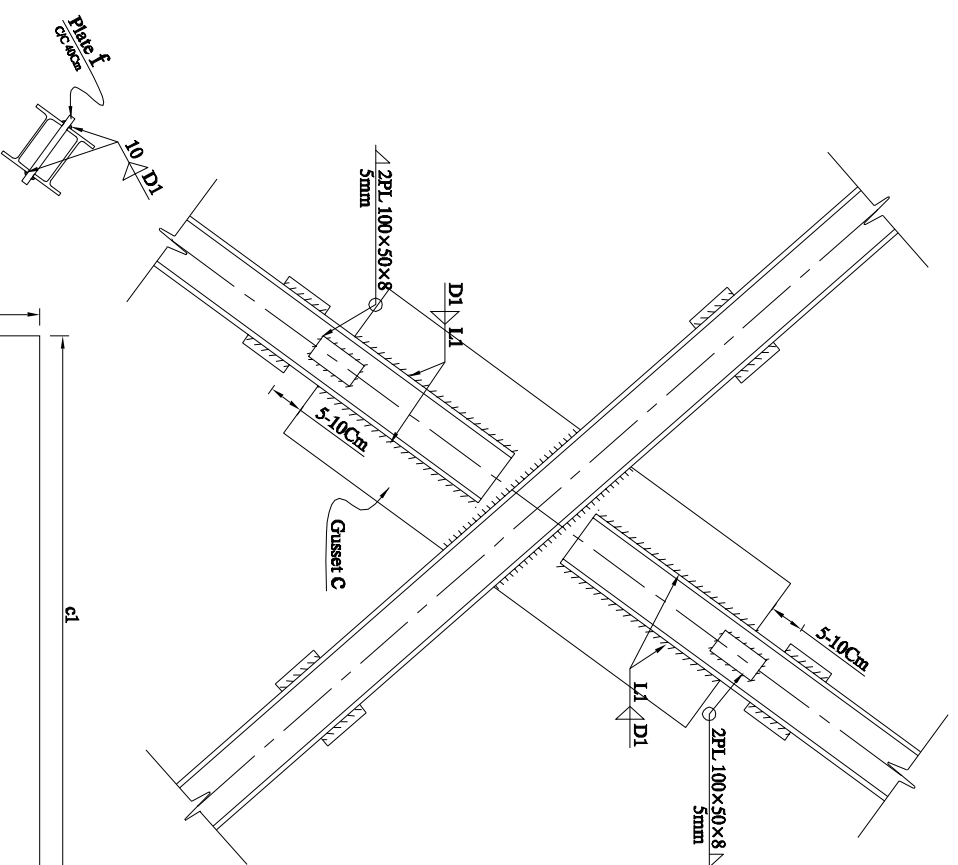 Plate f
C/C 40Cm
10
D1
2PL 100×50×8
5mm
D1
L1
5-10Cm
Gusset C
5-10Cm
L1
D1
2PL 100×50×8
5mm
c1